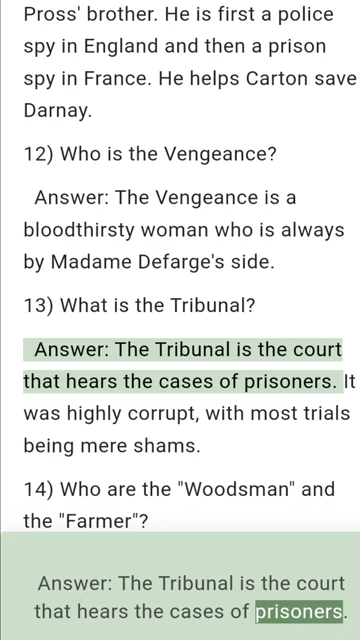 Pross' brother. He is first a police
spy in England and then a prison
spy in France. He helps Carton save
Darnay.
12) Who is the Vengeance?
Answer: The Vengeance is a
bloodthirsty woman who is always
by Madame Defarge's side.
13) What is the Tribunal?
Answer: The Tribunal is the court
that hears the cases of prisoners. It
was highly corrupt, with most trials
being mere shams.
14) Who are the "Woodsman" and
the "Farmer"?
Answer: The Tribunal is the court
that hears the cases of prisoners.